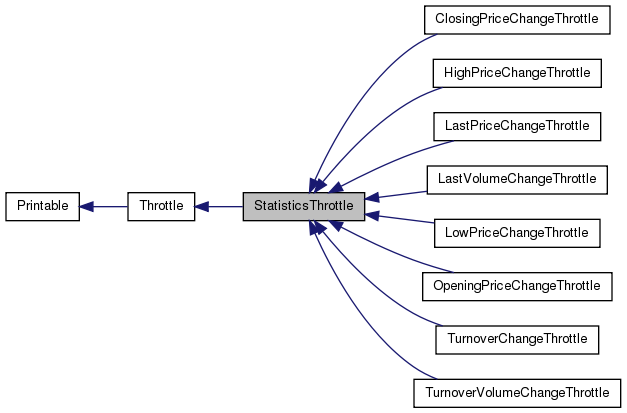 ClosingPriceChangeThrottle
HighPriceChangeThrottle
LastPriceChangeThrottle
LastVolumeChangeThrottle
Printable
Throttle
StatisticsThrottle
LowPriceChangeThrottle
OpeningPriceChangeThrottle
TurnoverChangeThrottle
TurnoverVolumeChangeThrottle